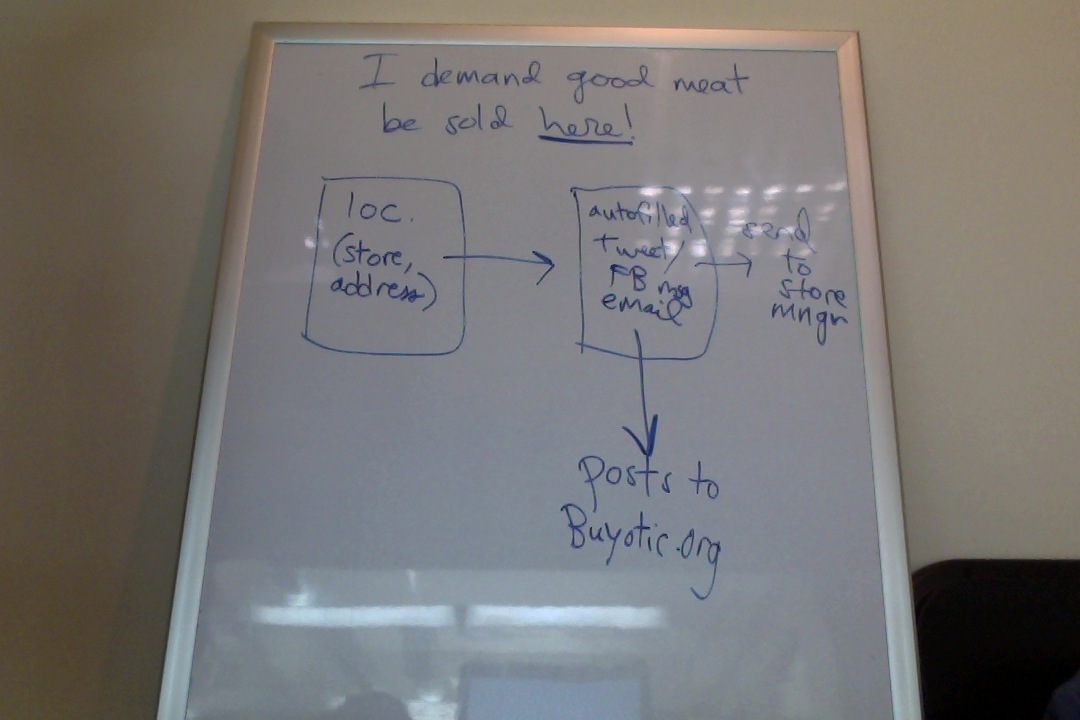 I demand good meat
be sold here!
loc.
(store,
address)
autofilled
tweet/
FB msg
email
send
to
store
mngr
posts to
Buyotic.org